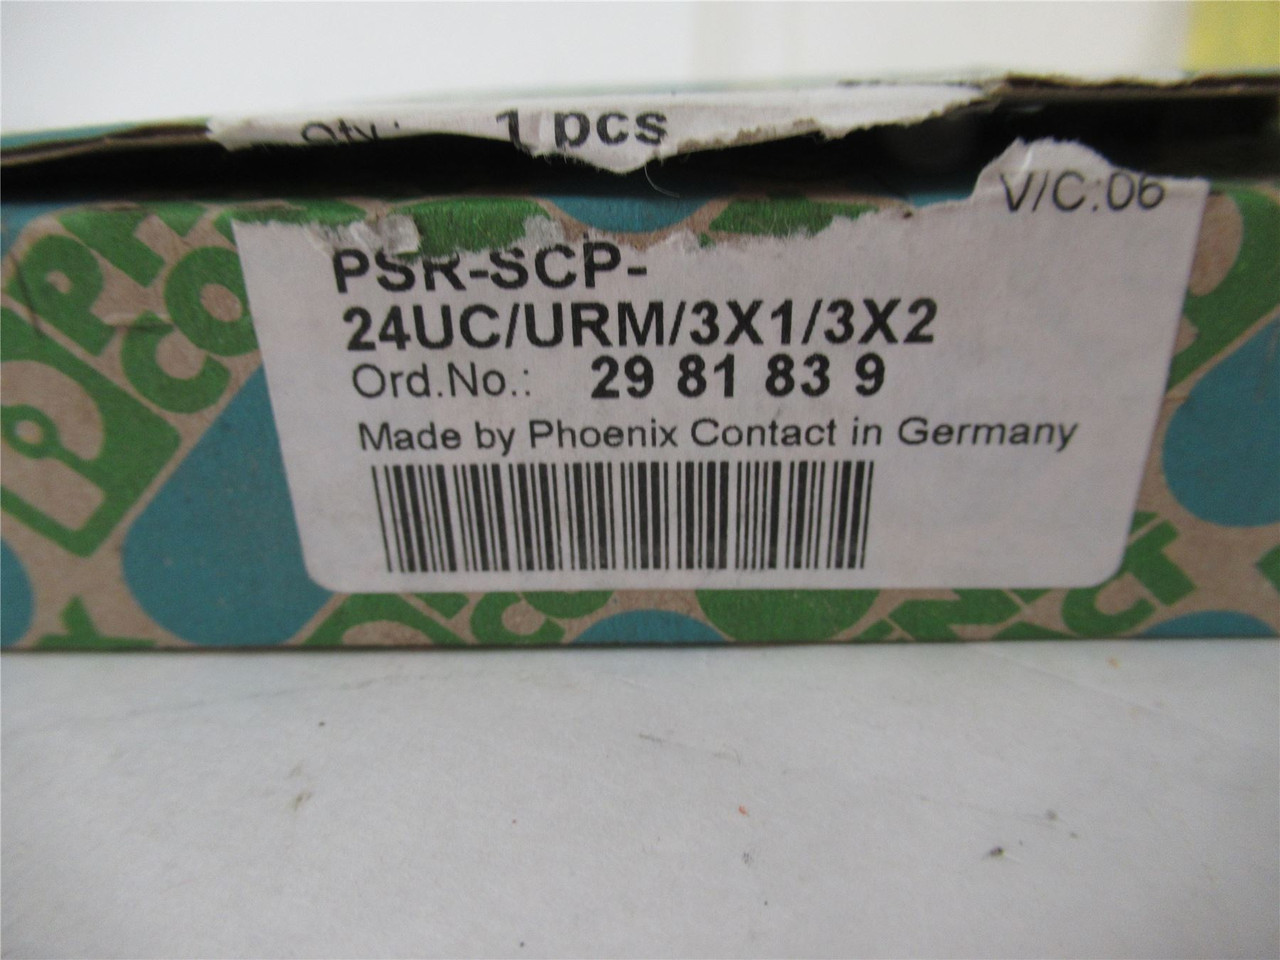 Qty.: 1 pcs
V/C:06
PSR-SCP-
24UC/URM/3X1/3X2
Ord.No.: 29 81 83 9
Made by Phoenix Contact in Germany